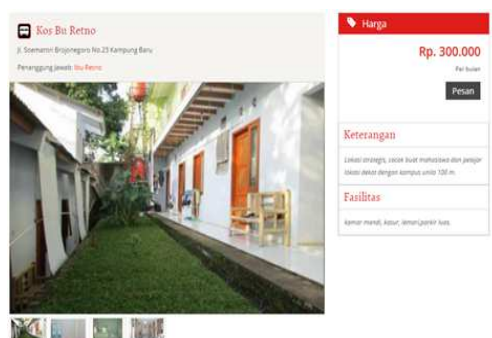 Kos Bu Retno
Jl. Soemantri Brojonegoro No.25 Kampung Baru
Penanggung Jawab: Ibu Retno
Harga
Rp. 300.000
Per bulan
Pesan
Keterangan
Lokasi strategis, cocok buat mahasiswa dan pelajar
lokasi dekat dengan kampus unila 100 m.
Fasilitas
kamar mandi, kasur, lemari,parkir luas.